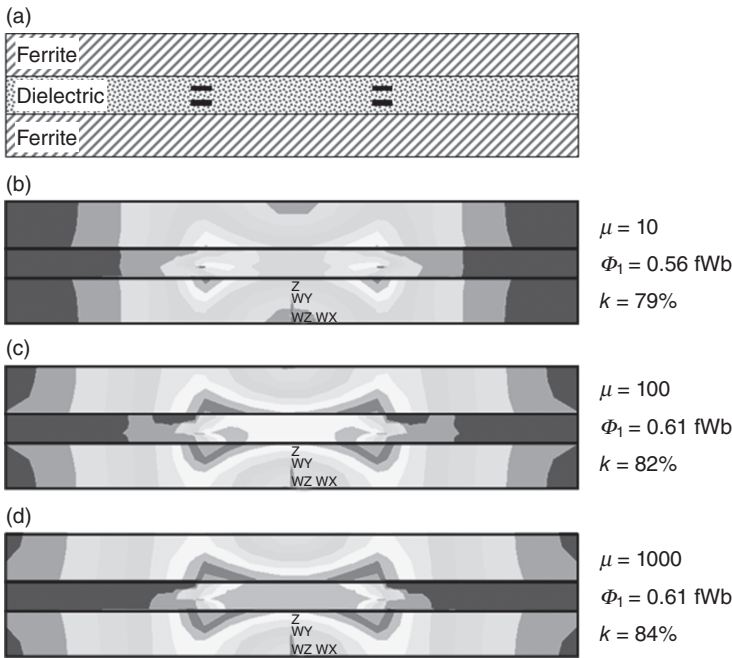 (a)
Ferrite
Dielectric
Ferrite
(b)
μ = 10
Φ1 = 0.56 fWb
k = 79%
Z
WY
WZ WX
(c)
μ = 100
Φ1 = 0.61 fWb
k = 82%
Z
WY
WZ WX
(d)
μ = 1000
Φ1 = 0.61 fWb
k = 84%
Z
WY
WZ WX